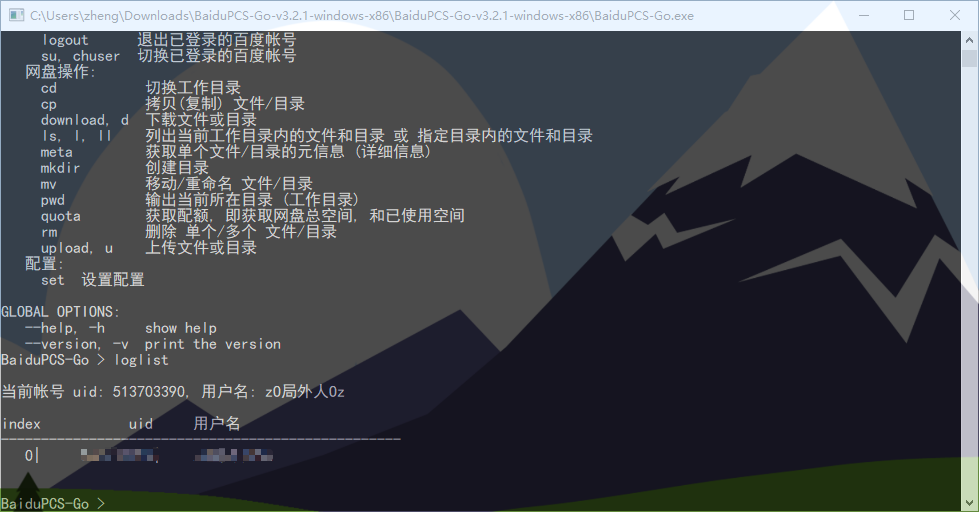 C:\Users\zheng\Downloads\BaiduPCS-Go-v3.2.1-windows-x86\BaiduPCS-Go-v3.2.1-windows-x86\BaiduPCS-Go.exe
logout 退出已登录的百度帐号
su, chuser 切换已登录的百度帐号
网盘操作:
cd 切换工作目录
cp 拷贝(复制) 文件/目录
download, d 下载文件或目录
ls, l, ll 列出当前工作目录内的文件和目录 或 指定目录内的文件和目录
meta 获取单个文件/目录的元信息 (详细信息)
mkdir 创建目录
mv 移动/重命名 文件/目录
pwd 输出当前所在目录 (工作目录)
quota 获取配额, 即获取网盘总空间, 和已使用空间
rm 删除 单个/多个 文件/目录
upload, u 上传文件或目录
配置:
set 设置配置
GLOBAL OPTIONS:
--help, -h show help
--version, -v print the version
BaiduPCS-Go > loglist
当前帐号 uid: 513703390, 用户名: z0局外人0z
index uid 用户名
--------------------------------------------------
0|
BaiduPCS-Go >